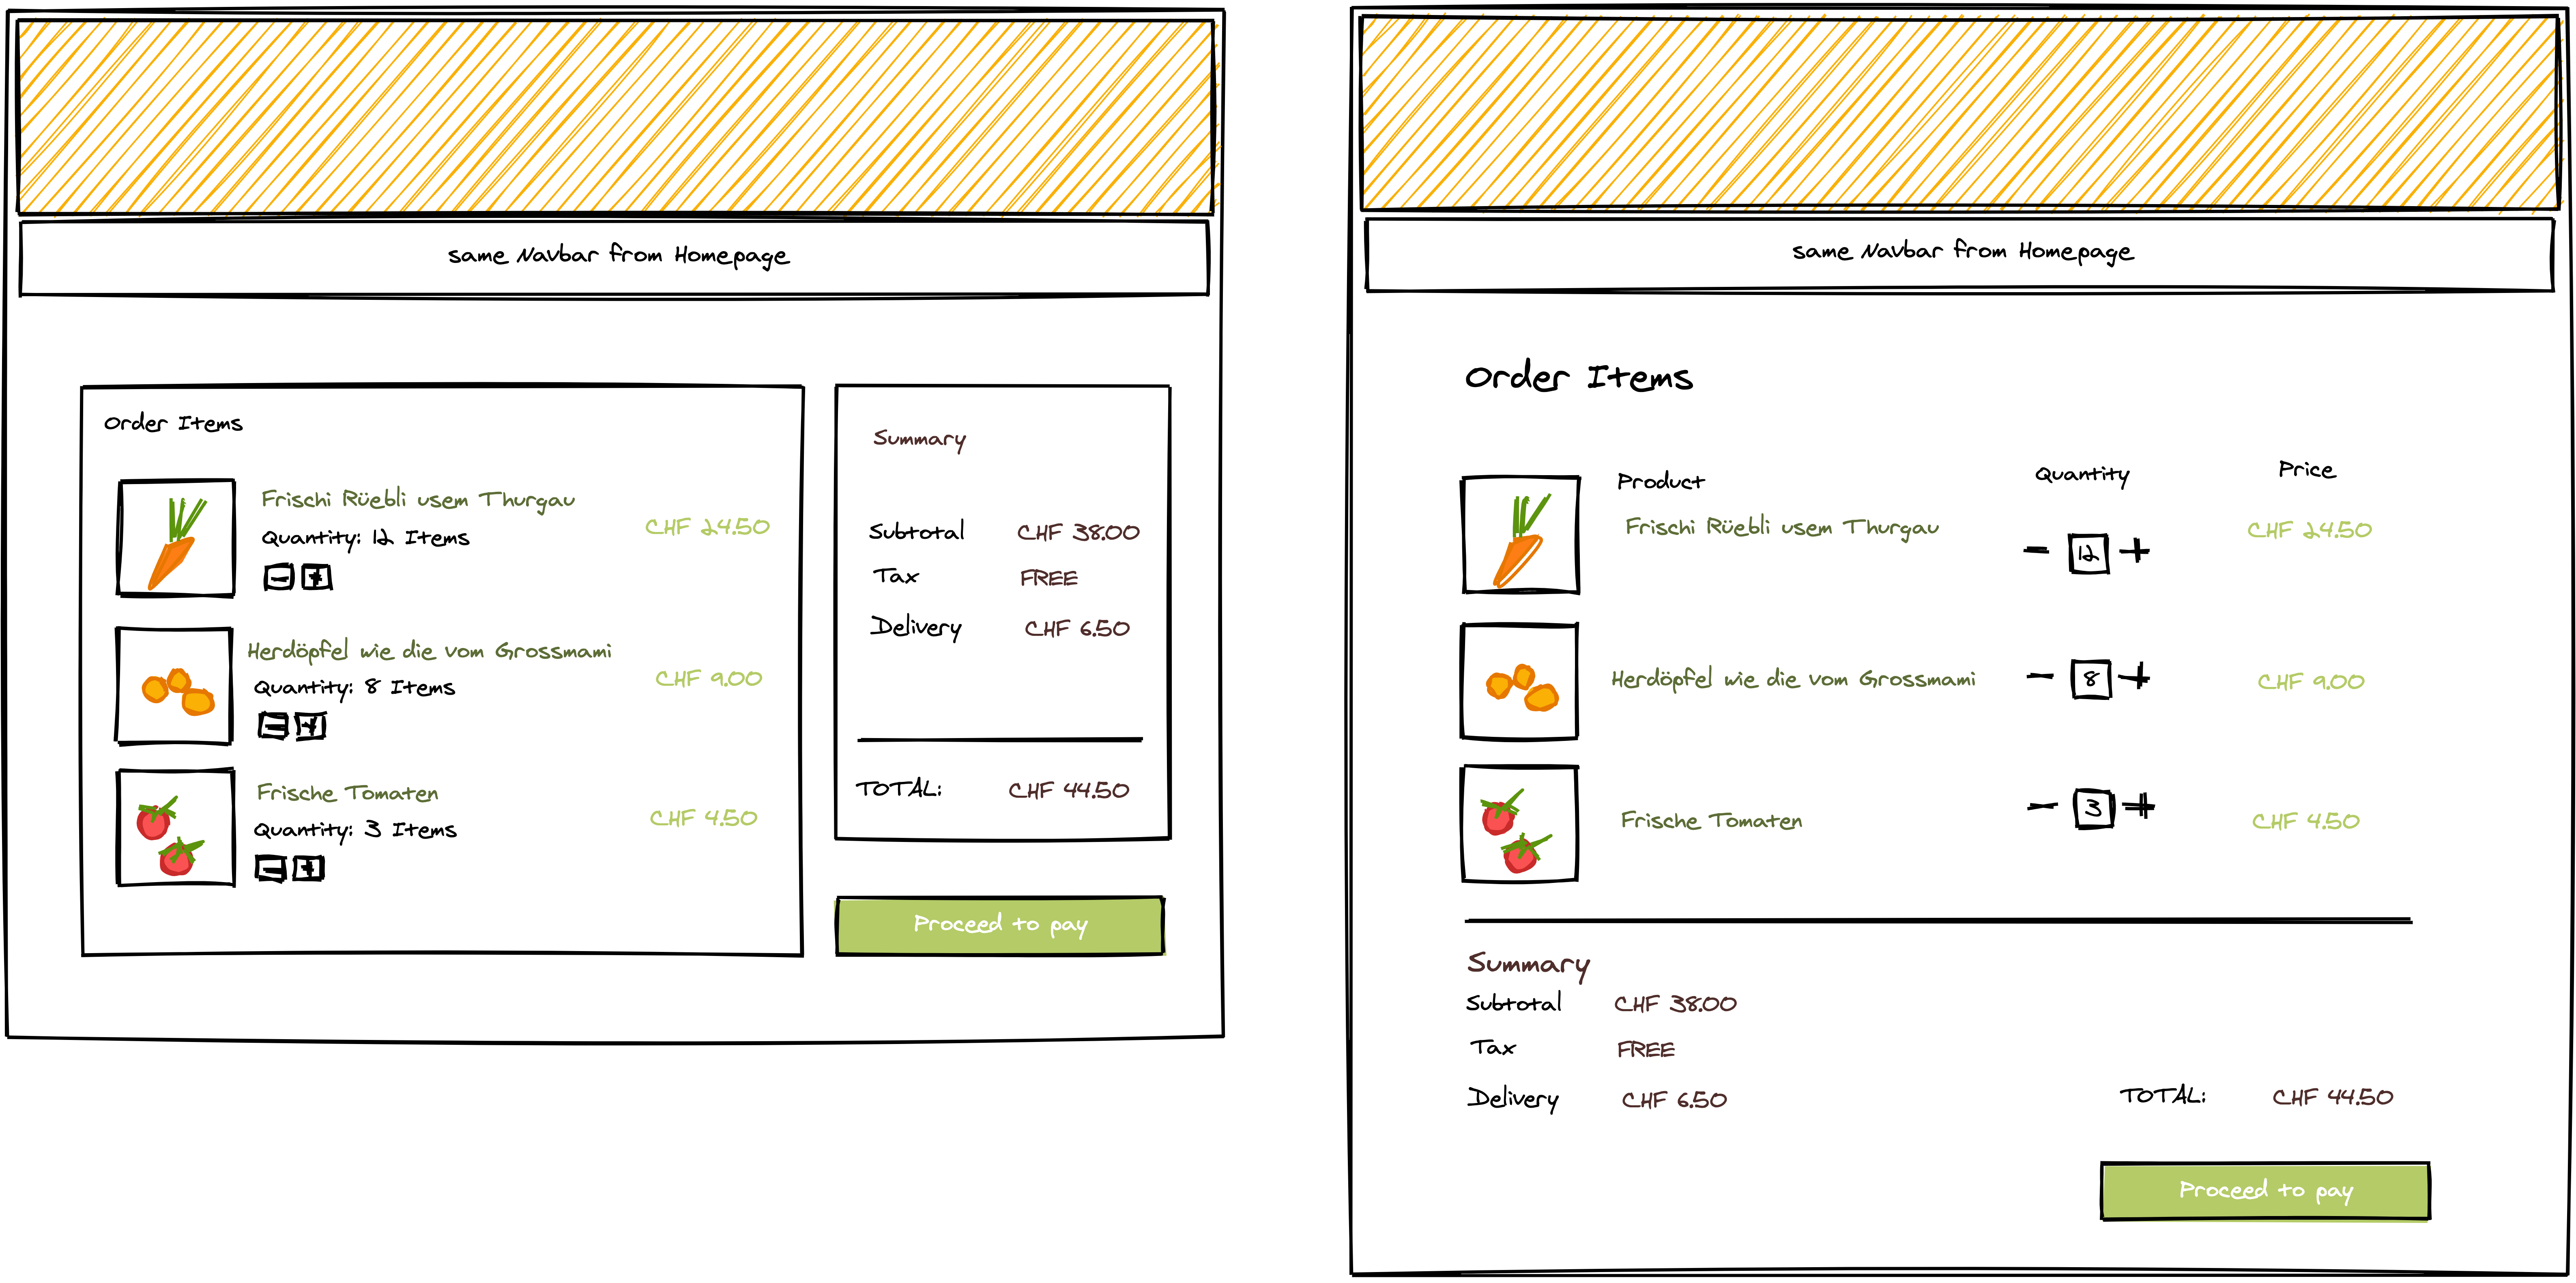 same Navbar from Homepage
Order Items
Frischi Rüebli usem Thurgau
Quantity: 12 Items
CHF 24.50
- +
Herdöpfel wie die vom Grossmami
Quantity: 8 Items
CHF 9.00
- +
Frische Tomaten
Quantity: 3 Items
CHF 4.50
- +
Summary
Subtotal CHF 38.00
Tax FREE
Delivery CHF 6.50
TOTAL: CHF 44.50
Proceed to pay
same Navbar from Homepage
Order Items
Product Quantity Price
Frischi Rüebli usem Thurgau - 12 + CHF 24.50
Herdöpfel wie die vom Grossmami - 8 + CHF 9.00
Frische Tomaten - 3 + CHF 4.50
Summary
Subtotal CHF 38.00
Tax FREE
Delivery CHF 6.50
TOTAL: CHF 44.50
Proceed to pay